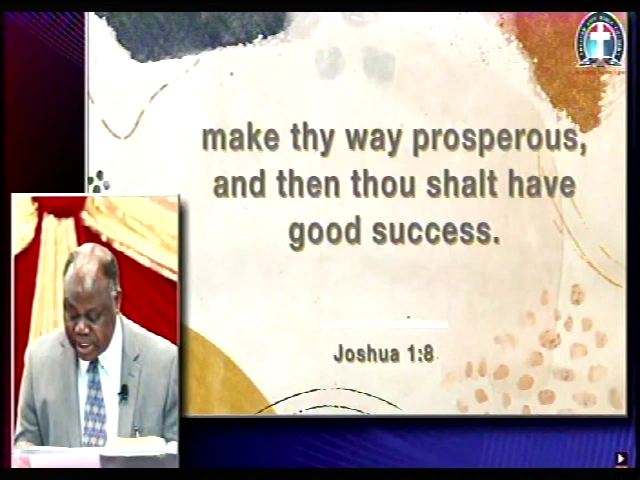 make thy way prosperous,
and then thou shalt have
good success.
Joshua 1:8